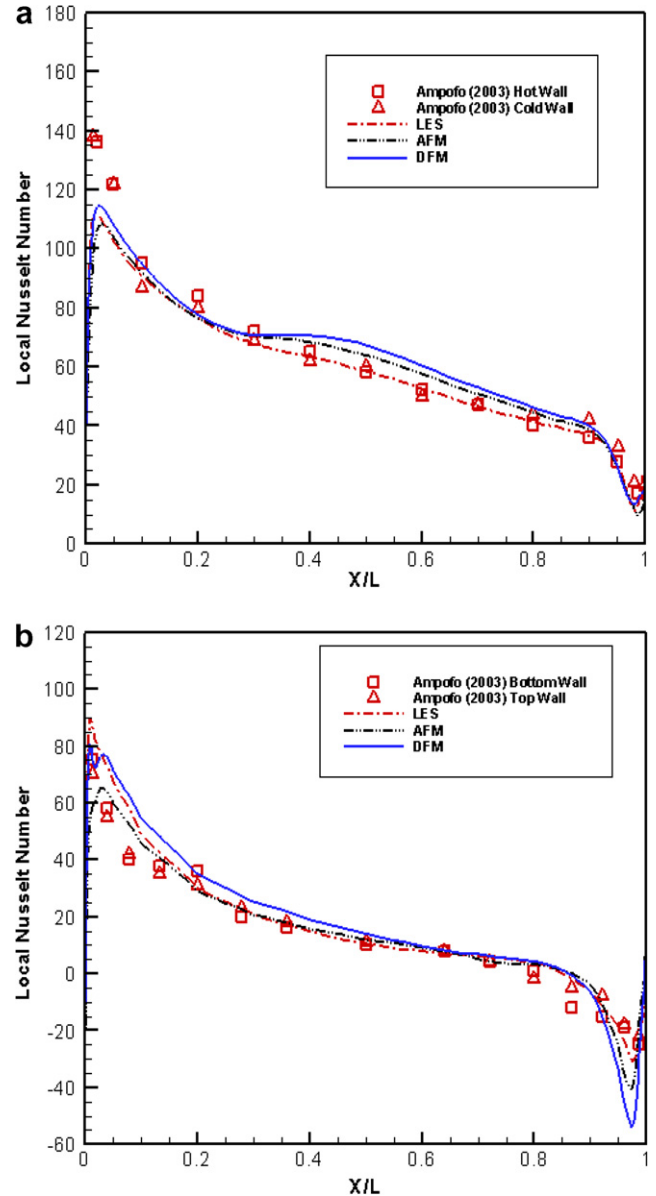 a
180
160
140
120
100
80
60
40
20
0
Local Nusselt Number
Ampofo (2003) Hot Wall
Ampofo (2003) Cold Wall
LES
AFM
DFM
0 0.2 0.4 0.6 0.8 1
X/L
b
120
100
80
60
40
20
0
-20
-40
-60
Local Nusselt Number
Ampofo (2003) Bottom Wall
Ampofo (2003) Top Wall
LES
AFM
DFM
0 0.2 0.4 0.6 0.8 1
X/L